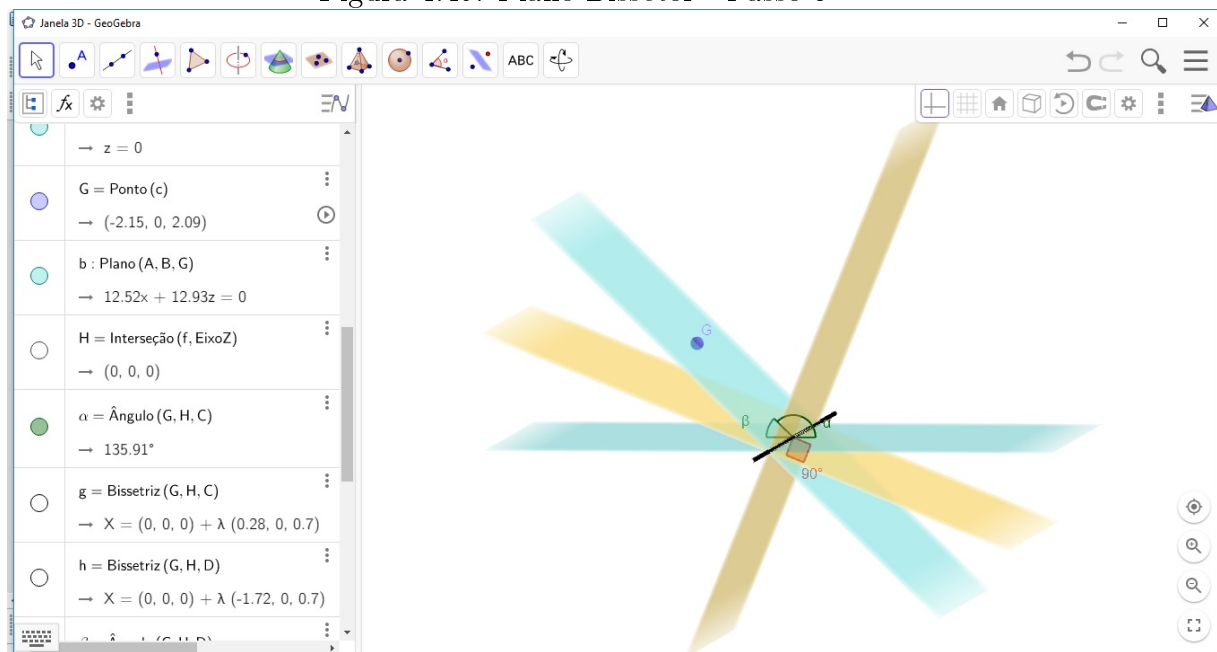 Janela 3D - GeoGebra
A
ABC
fx
→ z = 0
G = Ponto (c)
→ (-2.15, 0, 2.09)
b : Plano (A, B, G)
→ 12.52x + 12.93z = 0
H = Interseção (f, EixoZ)
→ (0, 0, 0)
α = Ângulo (G, H, C)
→ 135.91°
g = Bissetriz (G, H, C)
→ X = (0, 0, 0) + λ (0.28, 0, 0.7)
h = Bissetriz (G, H, D)
→ X = (0, 0, 0) + λ (-1.72, 0, 0.7)
G
β
α
90°